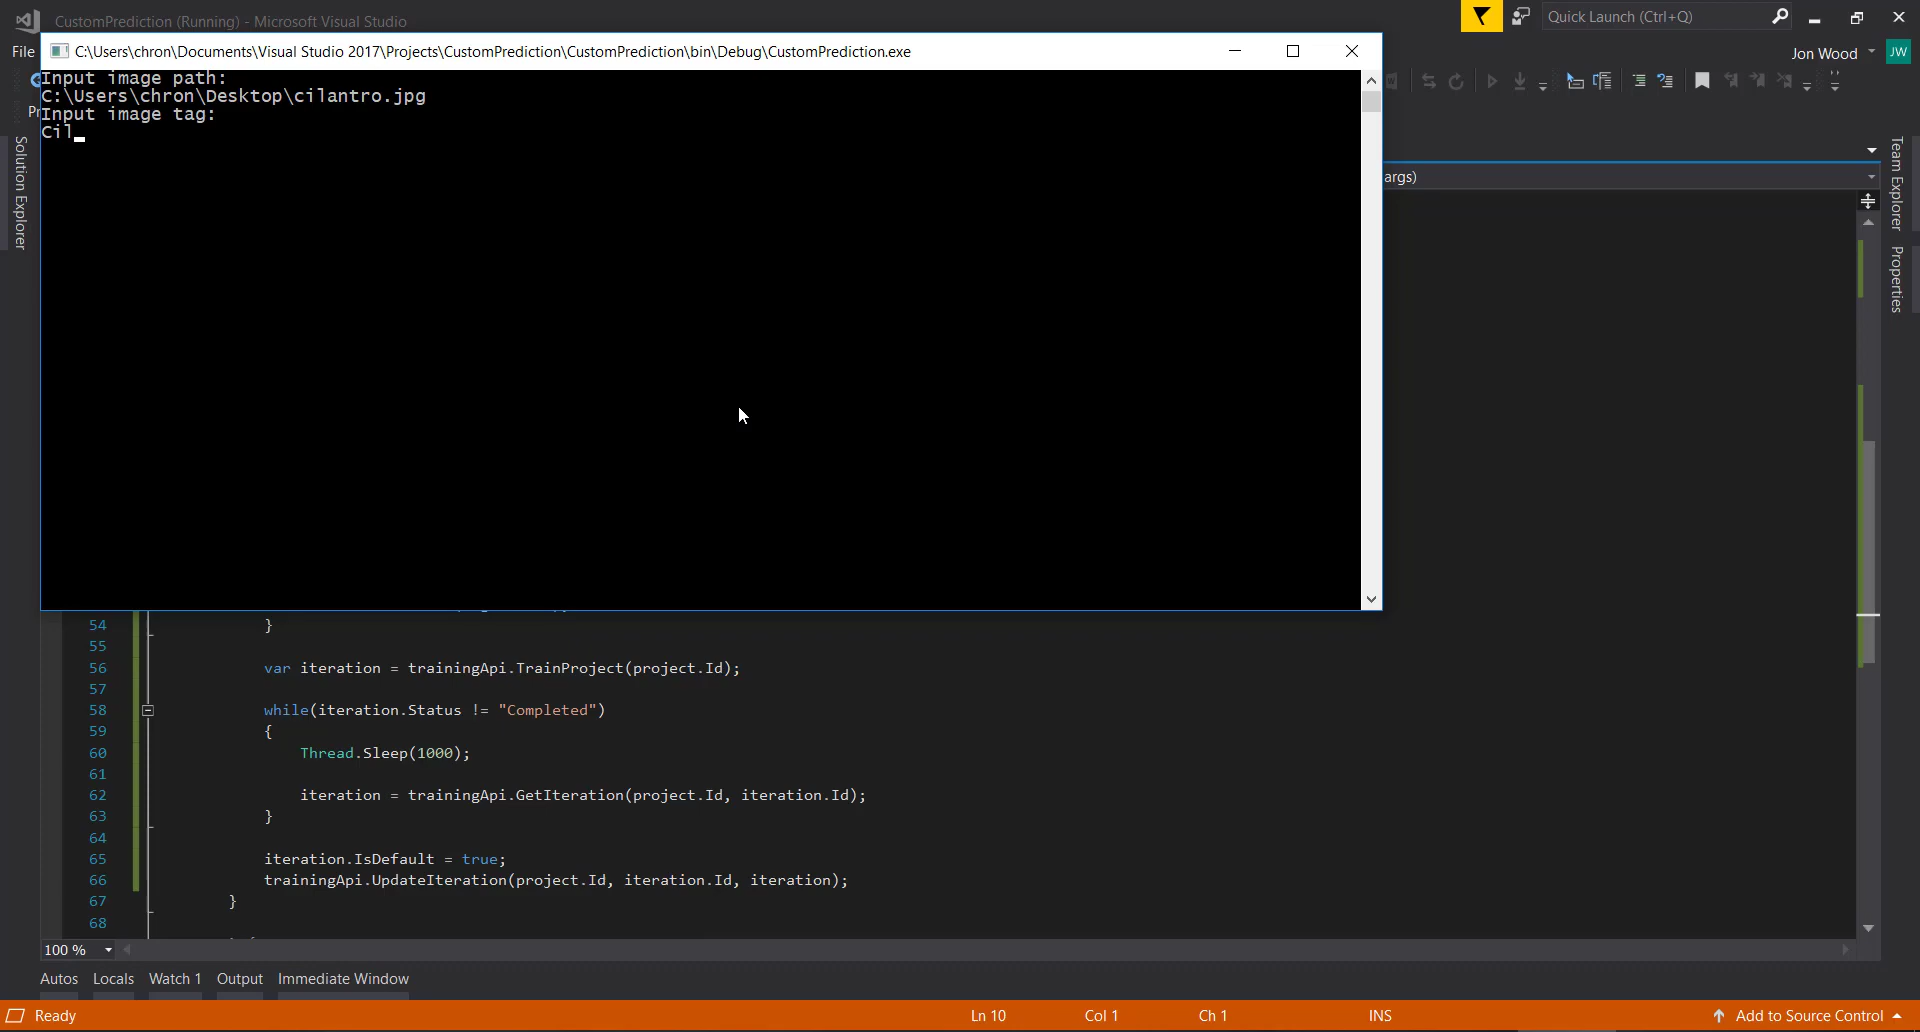 CustomPrediction (Running) - Microsoft Visual Studio
Quick Launch (Ctrl+Q)
File
C:\Users\chron\Documents\Visual Studio 2017\Projects\CustomPrediction\CustomPrediction\bin\Debug\CustomPrediction.exe
Jon Wood
JW
Input image path:
C:\Users\chron\Desktop\cilantro.jpg
Input image tag:
Cil
Solution Explorer
Team Explorer
Properties
args)
54 }
55
56 var iteration = trainingApi.TrainProject(project.Id);
57
58 while(iteration.Status != "Completed")
59 {
60 Thread.Sleep(1000);
61
62 iteration = trainingApi.GetIteration(project.Id, iteration.Id);
63 }
64
65 iteration.IsDefault = true;
66 trainingApi.UpdateIteration(project.Id, iteration.Id, iteration);
67 }
68
100 %
Autos Locals Watch 1 Output Immediate Window
Ready Ln 10 Col 1 Ch 1 INS Add to Source Control